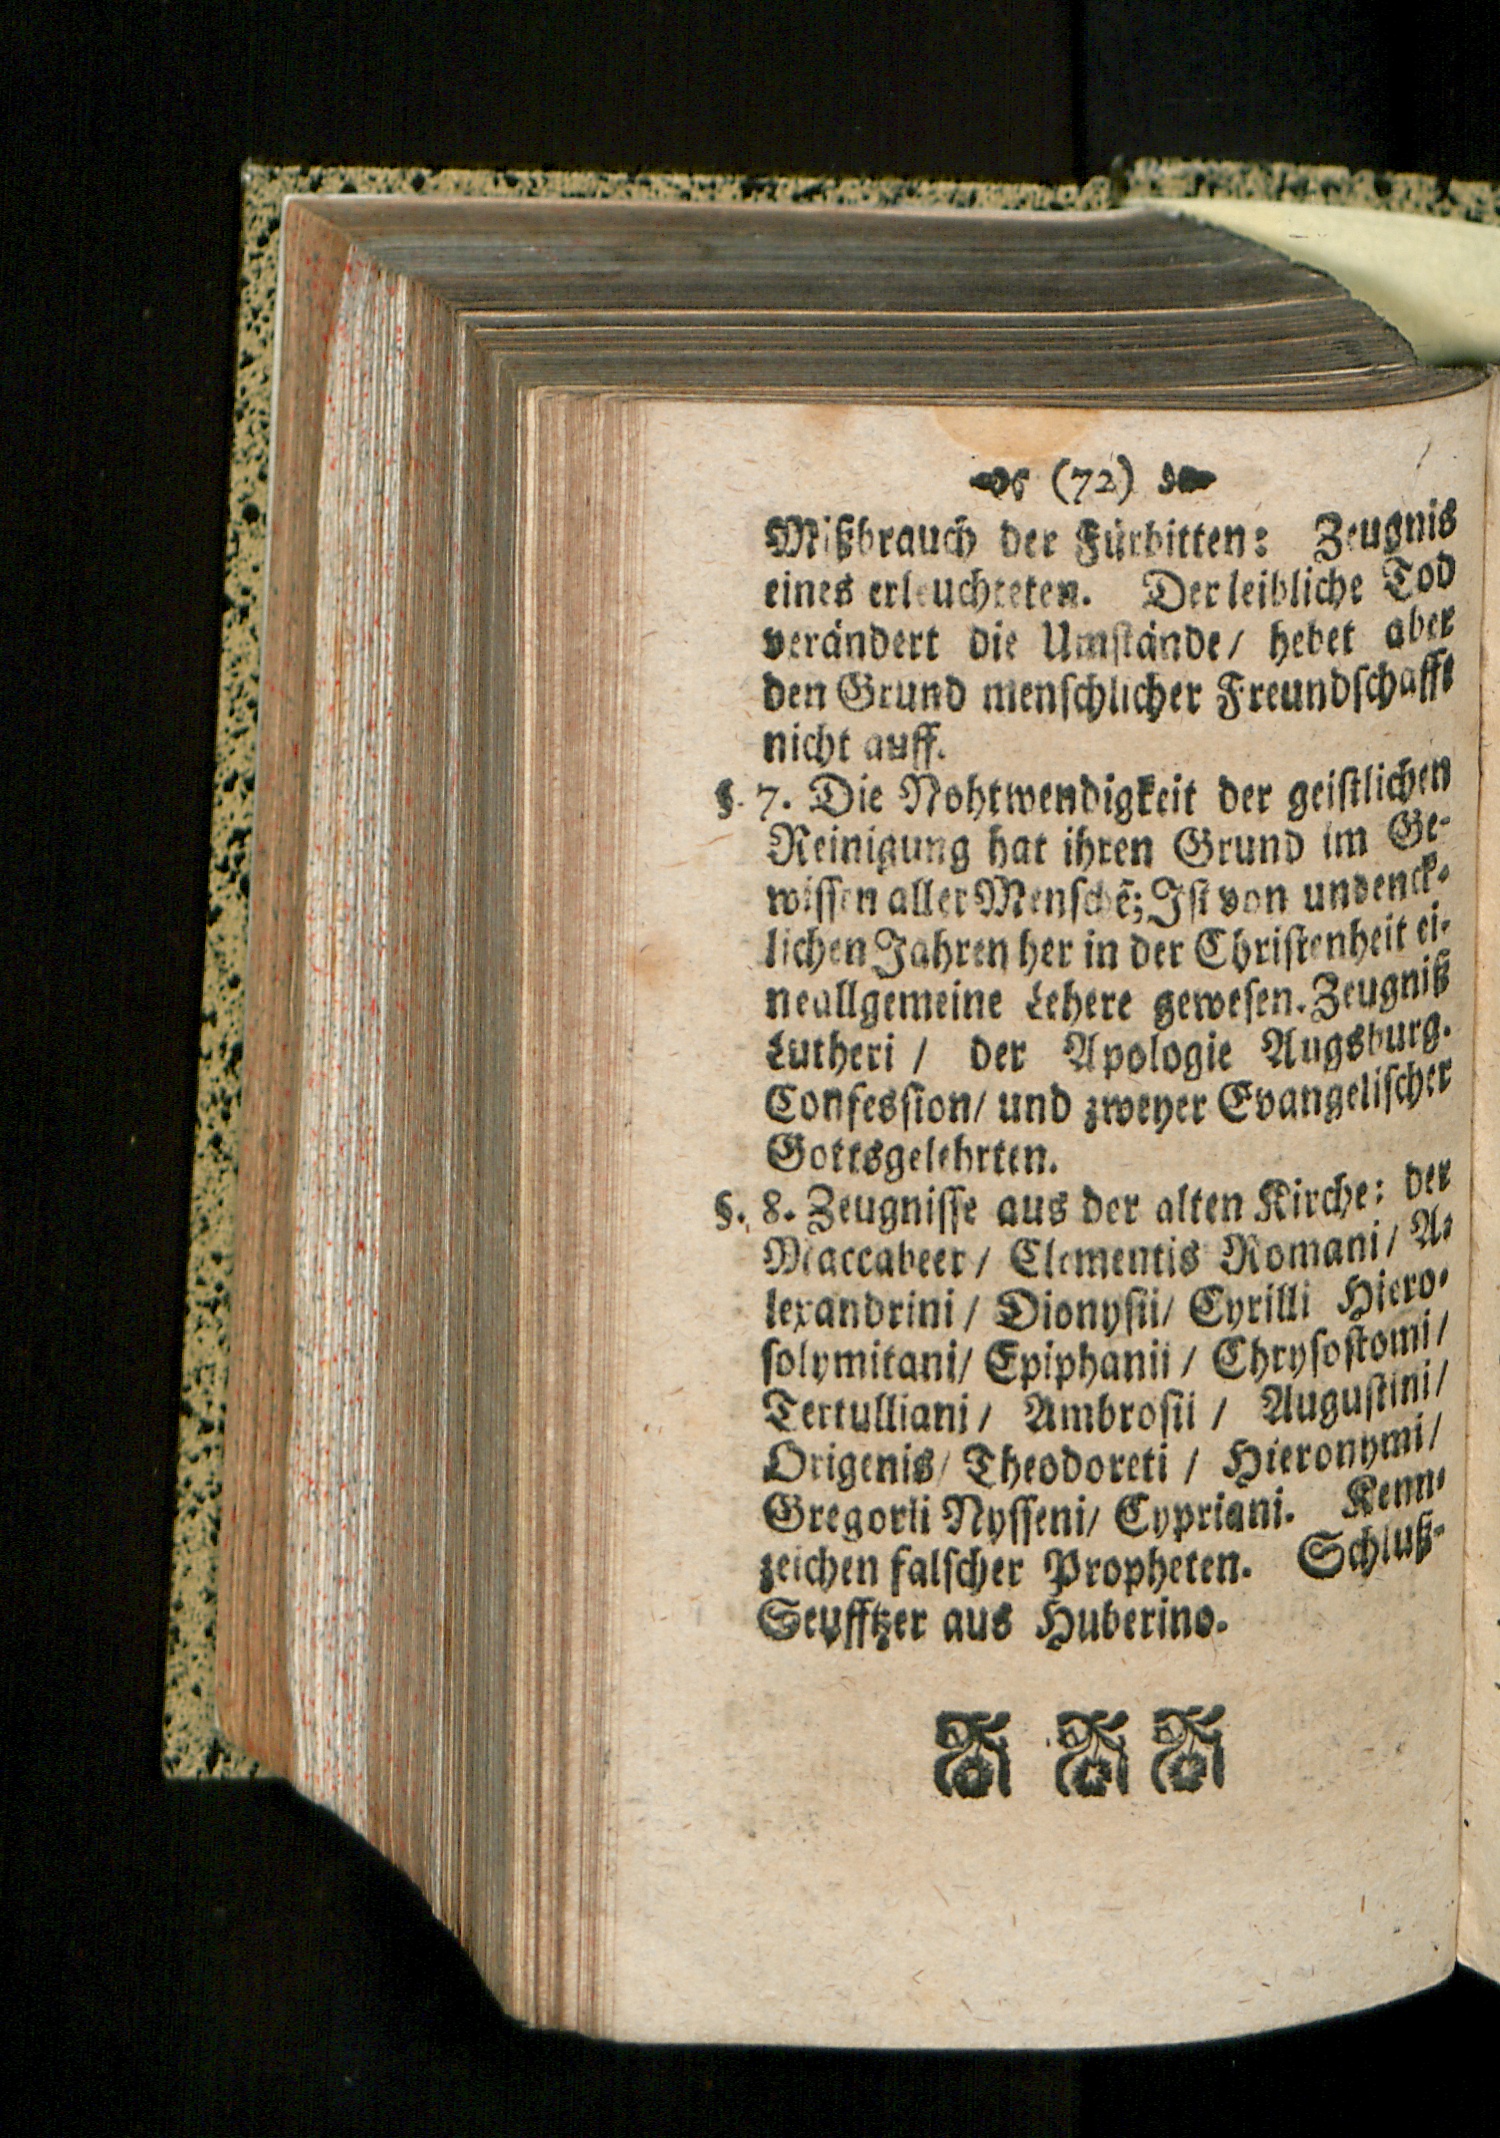 (72)
Mißbrauch der Fürbitten: Zeugnis
eines erleuchteten. Der leibliche Tod
verändert die Umstände/ hebet aber
den Grund menschlicher Freundschafft
nicht auff.
§. 7. Die Nohtwendigkeit der geistlichen
Reinigung hat ihren Grund im Ge-
wissen aller Menschẽ; Ist von undenck-
lichen Jahren her in der Christenheit ei-
neallgemeine Lehere gewesen. Zeugniß
Lutheri / der Apologie Augsburg.
Confession/ und zweyer Evangelischer
Gottsgelehrten.
§. 8. Zeugnisse aus der alten Kirche: der
Maccabeer / Clementis Romani / A-
lexandrini / Dionysii/ Cyrilli Hiero-
solymitani/ Epiphanii / Chrysostomi/
Tertulliani / Ambrosii / Augustini/
Origenis/ Theodoreti / Hieronymi/
Gregorii Nysseni/ Cypriani. Kenn-
zeichen falscher Propheten. Schluß-
Seufftzer aus Huberino.